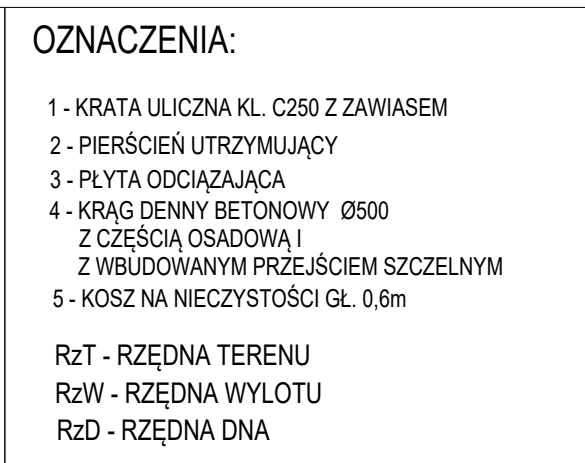 OZNACZENIA:
1 - KRATA ULICZNA KL. C250 Z ZAWIASEM
2 - PIERŚCIEŃ UTRZYMUJĄCY
3 - PŁYTA ODCIĄZAJĄCA
4 - KRĄG DENNY BETONOWY Ø500
Z CZĘŚCIĄ OSADOWĄ I
Z WBUDOWANYM PRZEJŚCIEM SZCZELNYM
5 - KOSZ NA NIECZYSTOŚCI GŁ. 0,6m
RzT - RZĘDNA TERENU
RzW - RZĘDNA WYLOTU
RzD - RZĘDNA DNA